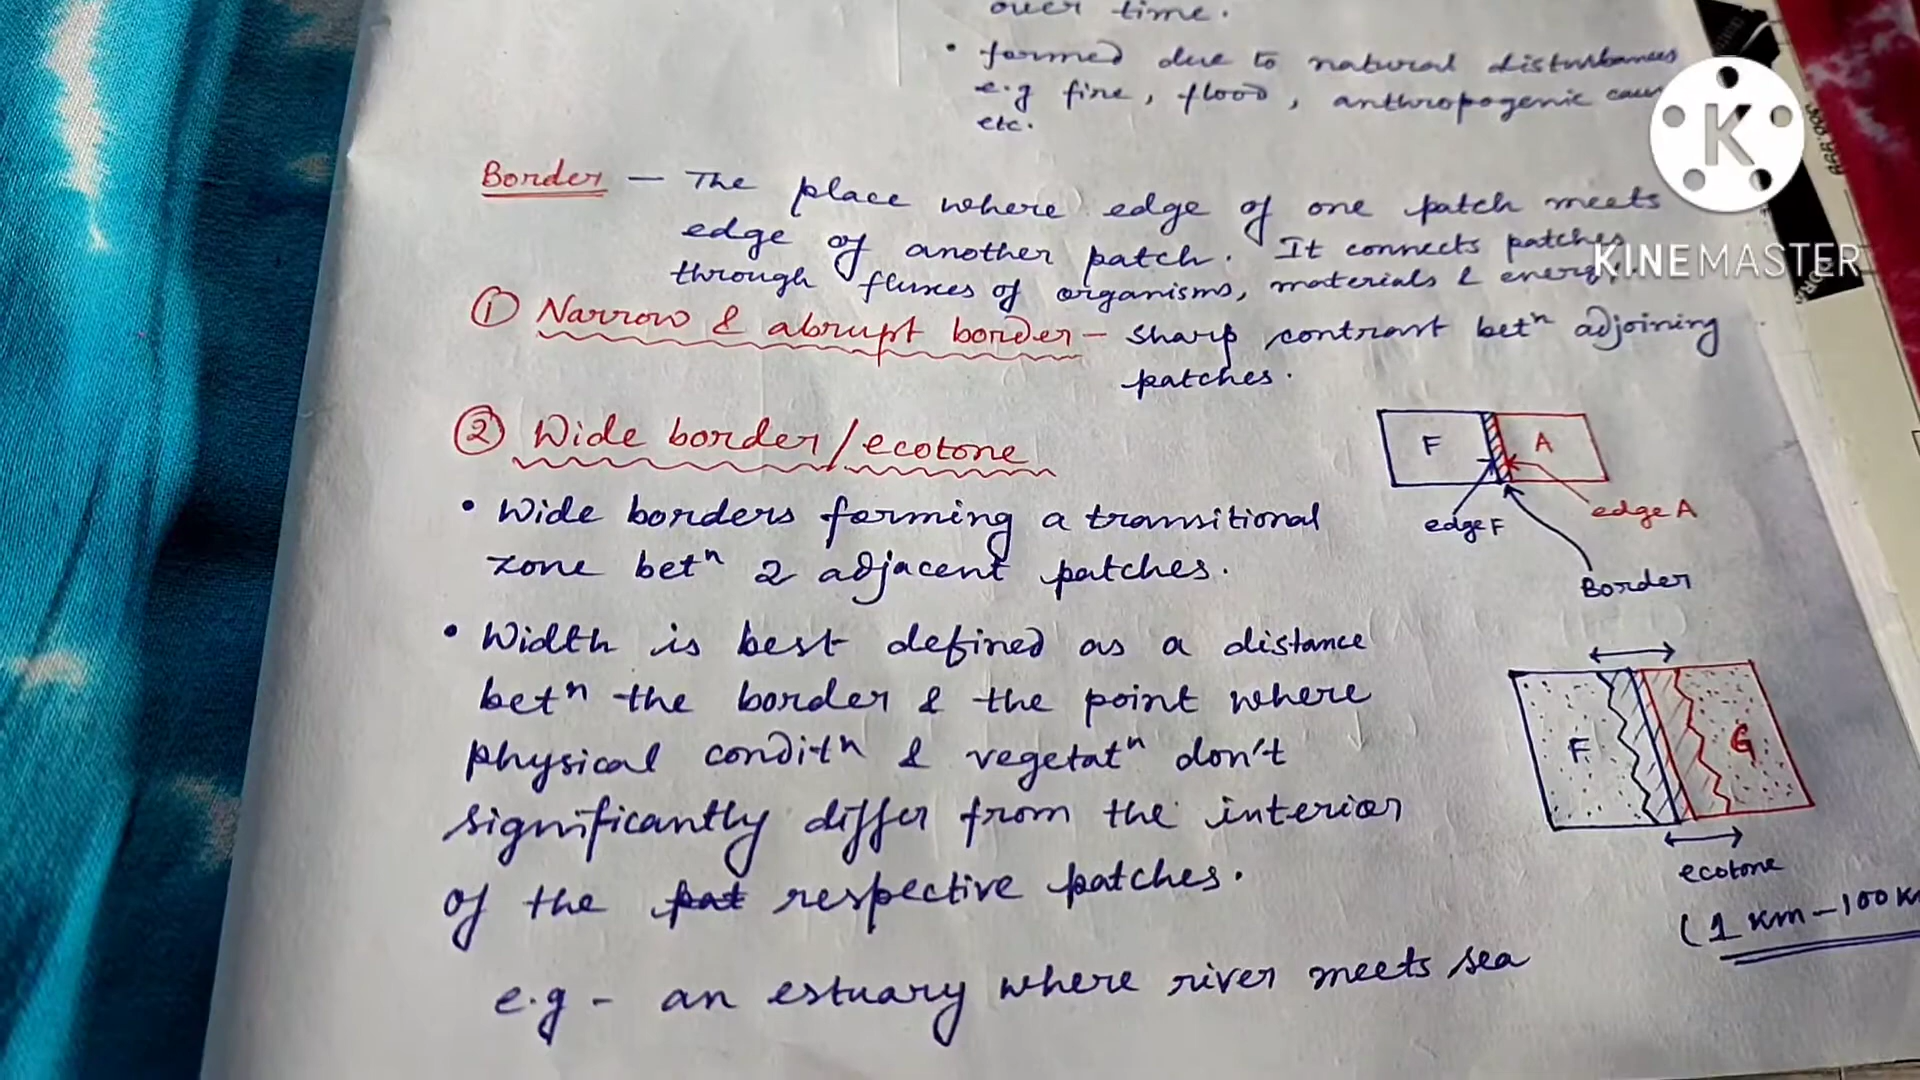 over time.
• formed due to natural disturbances
e.g fire, flood, anthropogenic
etc.
Border — The place where edge of one patch meets
edge of another patch. It connects patches
through fluxes of organisms, materials & energy.
① Narrow & abrupt border — sharp contrast betⁿ adjoining
patches.
② Wide border/ecotone
• Wide borders forming a transitional
zone betⁿ 2 adjacent patches.
• Width is best defined as a distance
betⁿ the border & the point where
physical conditⁿ & vegetatⁿ don't
significantly differ from the interior
of the pat respective patches.
e.g - an estuary where river meets sea
F A
edge F
edge A
Border
F G
ecotone
(1 km - 100 K
K
KINEMASTER